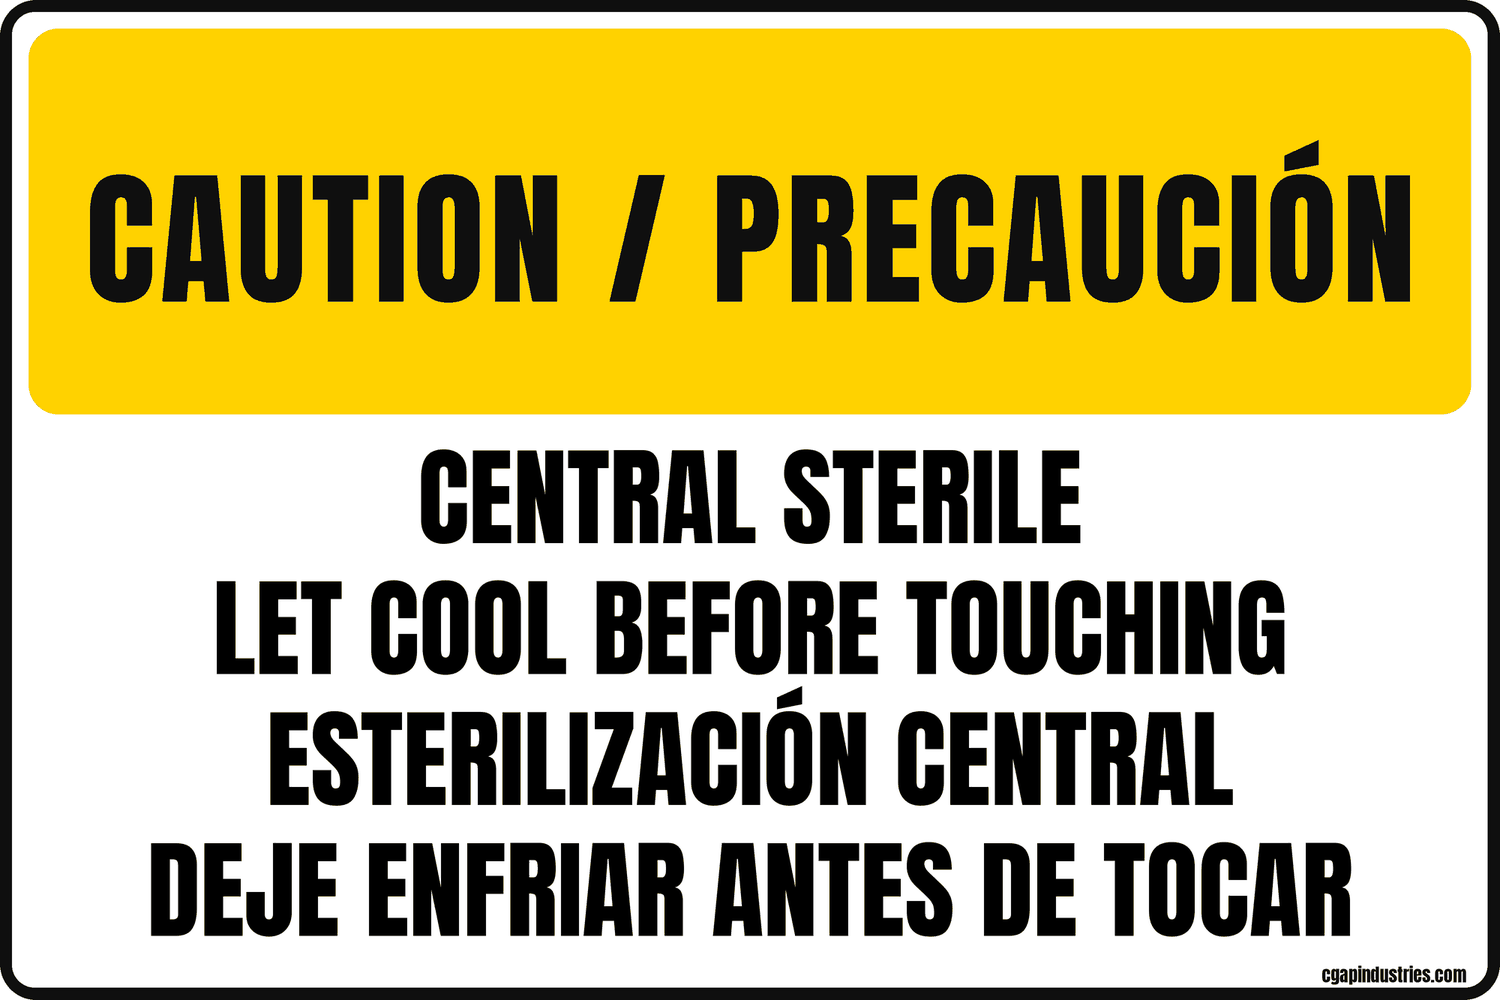 CAUTION / PRECAUCIÓN
CENTRAL STERILE
LET COOL BEFORE TOUCHING
ESTERILIZACIÓN CENTRAL
DEJE ENFRIAR ANTES DE TOCAR
cgapindustries.com